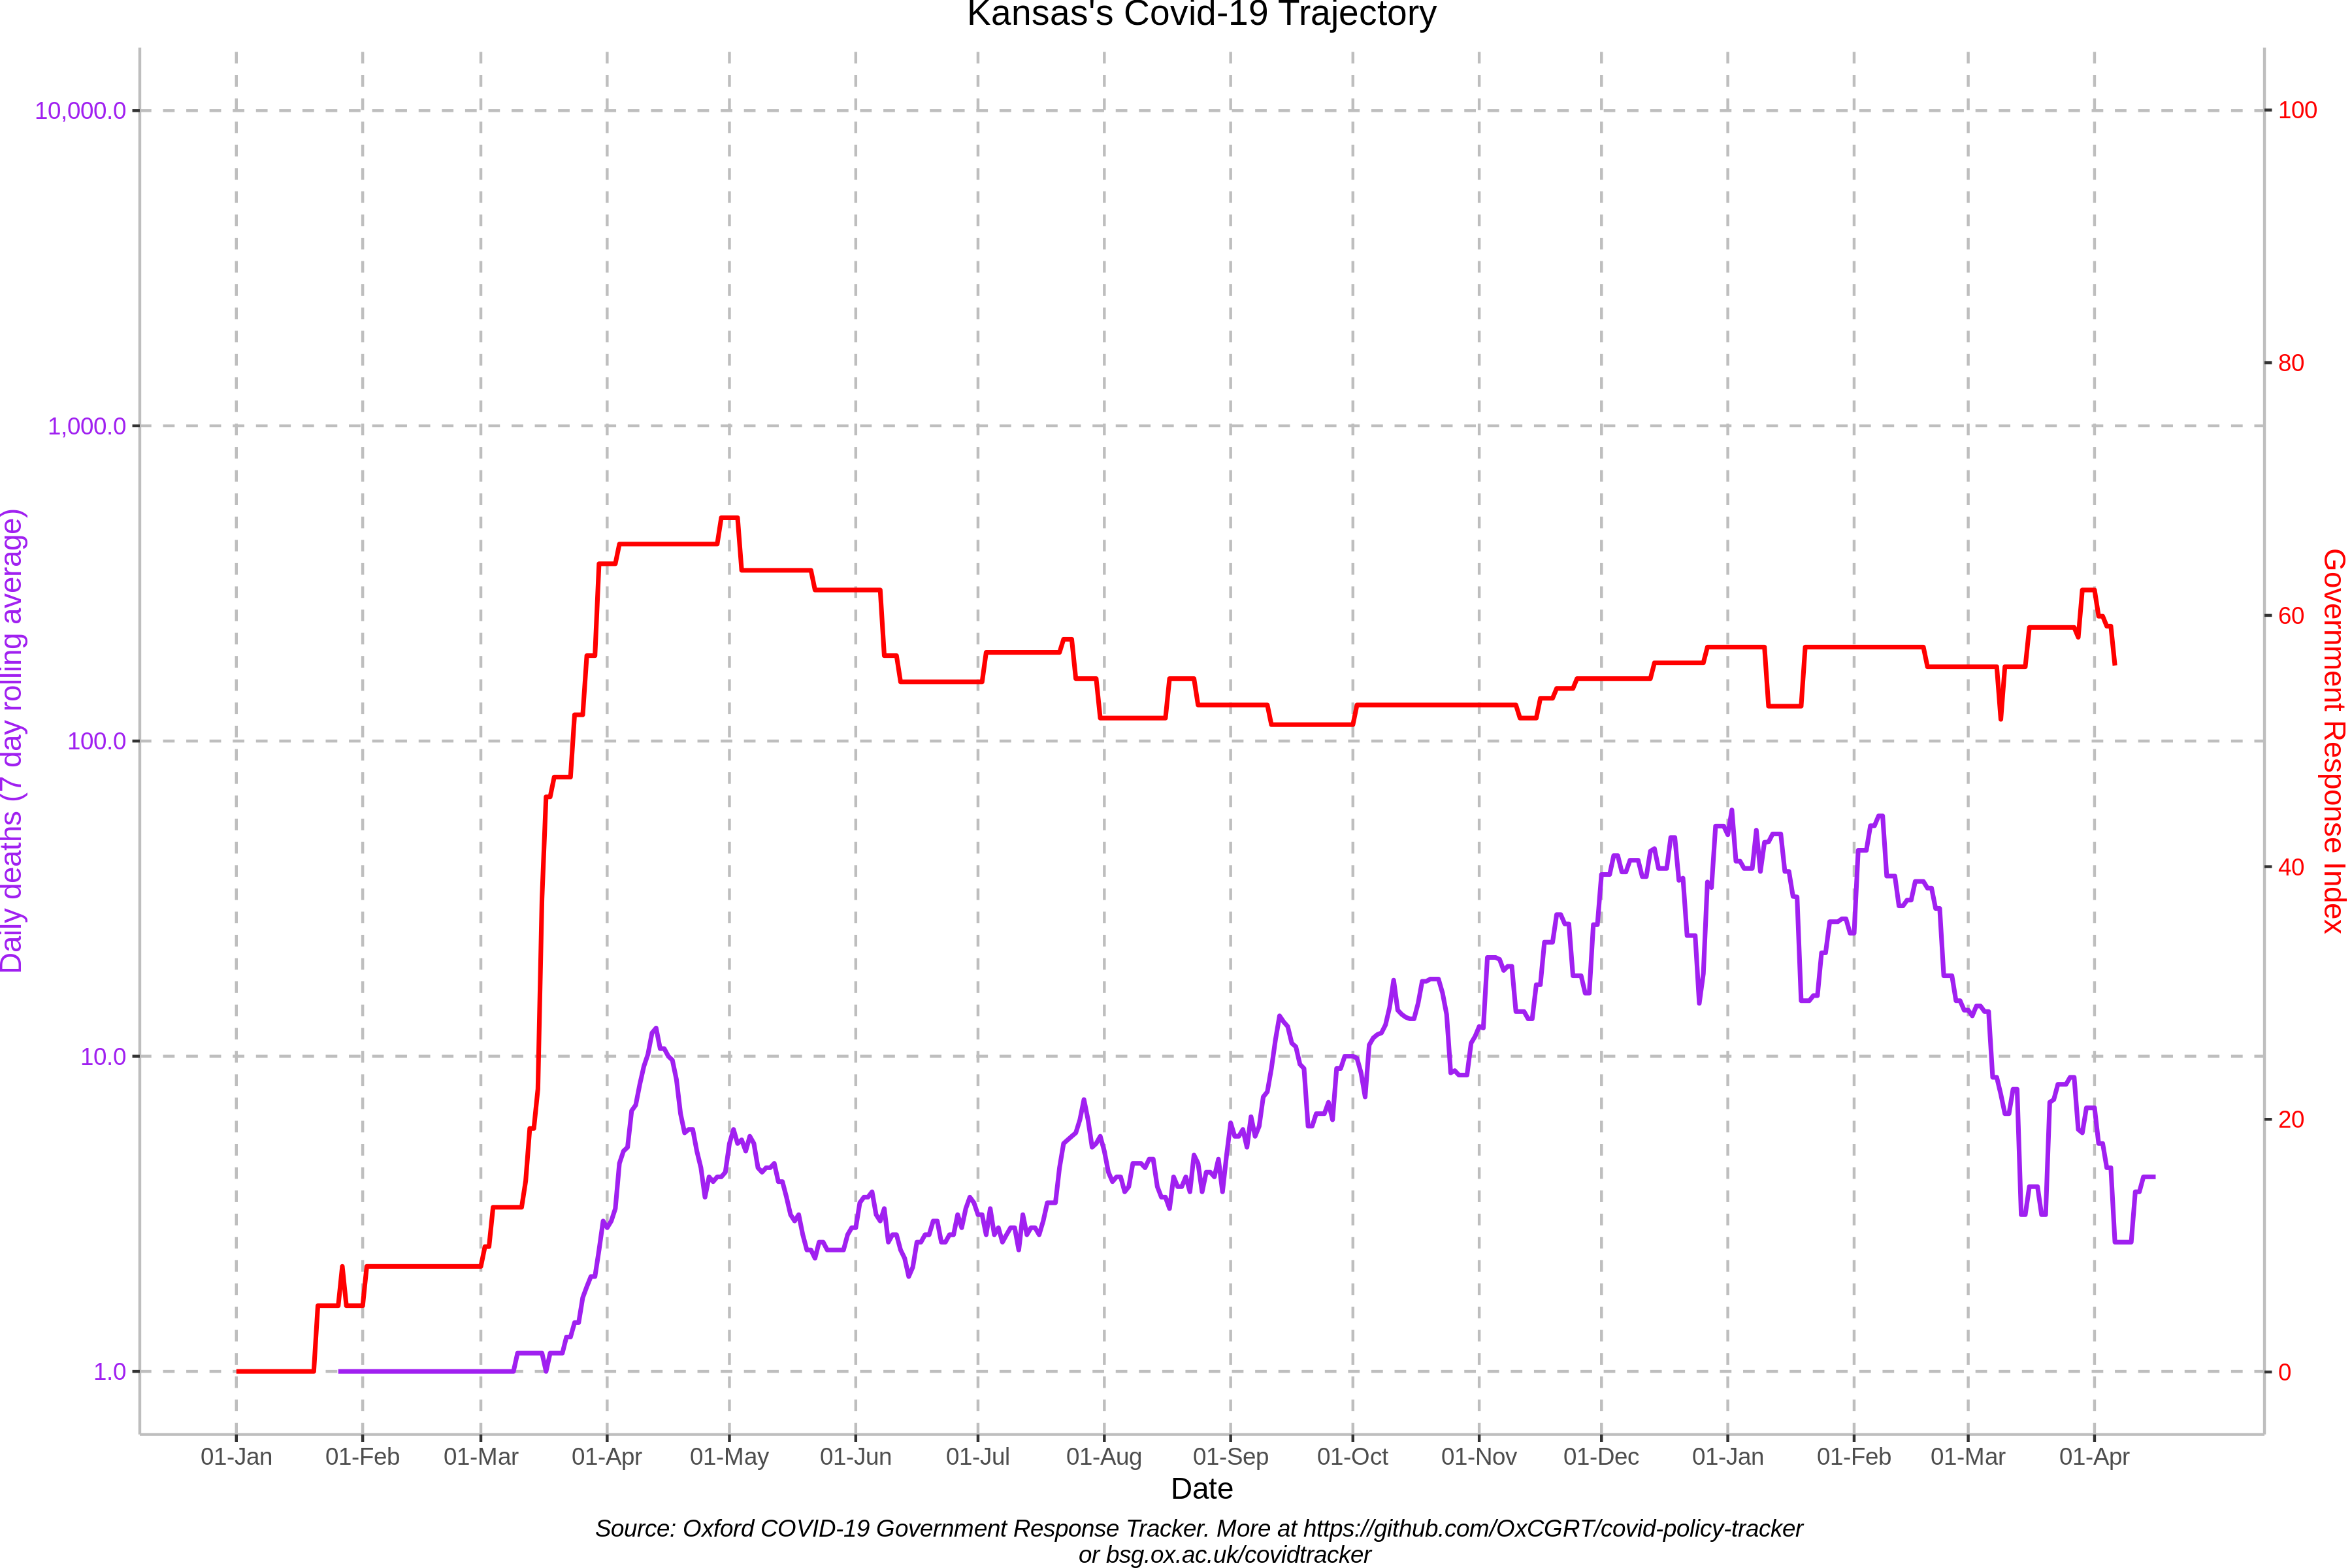 Kansas's Covid-19 Trajectory
10,000.0
1,000.0
100.0
10.0
1.0
Daily deaths (7 day rolling average)
100
80
60
40
20
0
Government Response Index
01-Jan 01-Feb 01-Mar 01-Apr 01-May 01-Jun 01-Jul 01-Aug 01-Sep 01-Oct 01-Nov 01-Dec 01-Jan 01-Feb 01-Mar 01-Apr
Date
Source: Oxford COVID-19 Government Response Tracker. More at https://github.com/OxCGRT/covid-policy-tracker
or bsg.ox.ac.uk/covidtracker